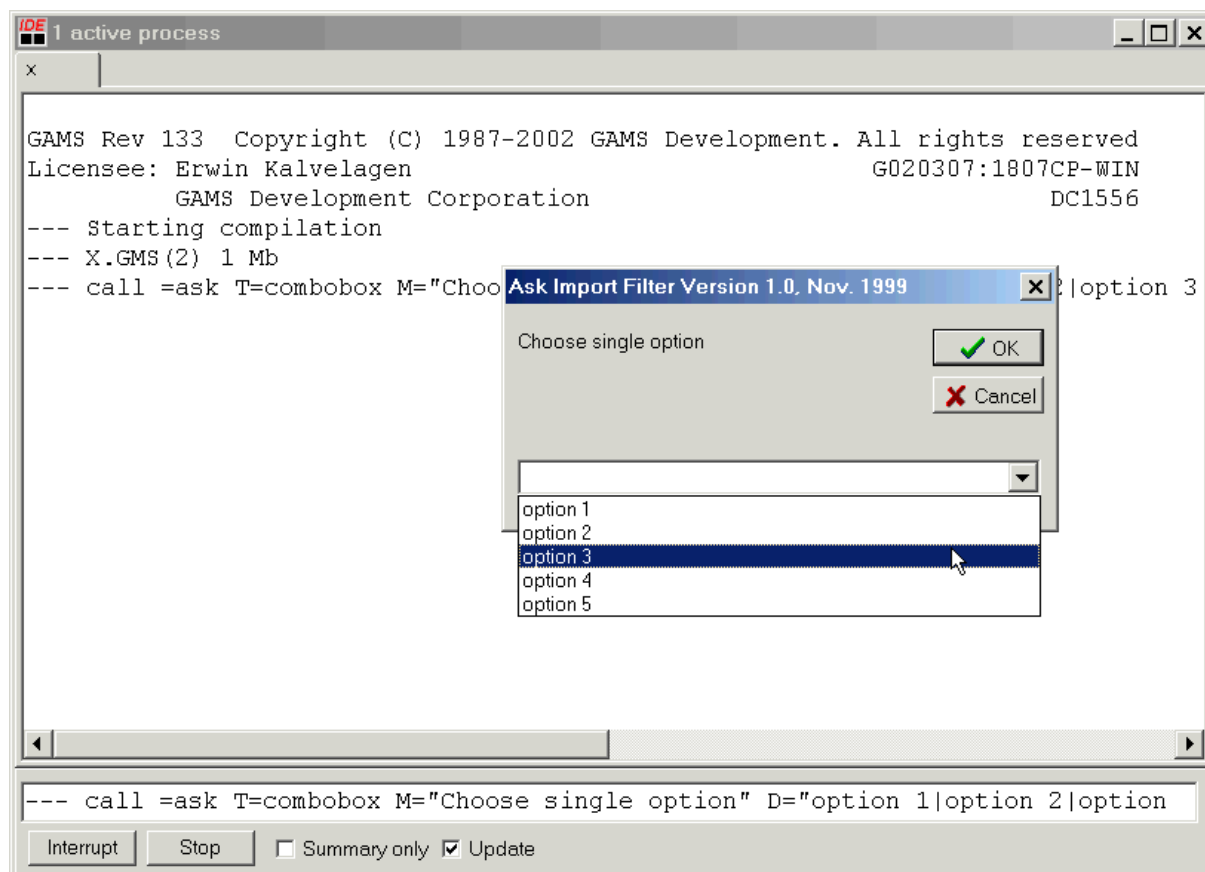 IDE 1 active process
x
GAMS Rev 133 Copyright (C) 1987-2002 GAMS Development. All rights reserved
Licensee: Erwin Kalvelagen G020307:1807CP-WIN
GAMS Development Corporation DC1556
--- Starting compilation
--- X.GMS(2) 1 Mb
--- call =ask T=combobox M="Choo 2|option 3
Ask Import Filter Version 1.0, Nov. 1999
Choose single option
OK
Cancel
option 1
option 2
option 3
option 4
option 5
--- call =ask T=combobox M="Choose single option" D="option 1|option 2|option
Interrupt Stop Summary only Update